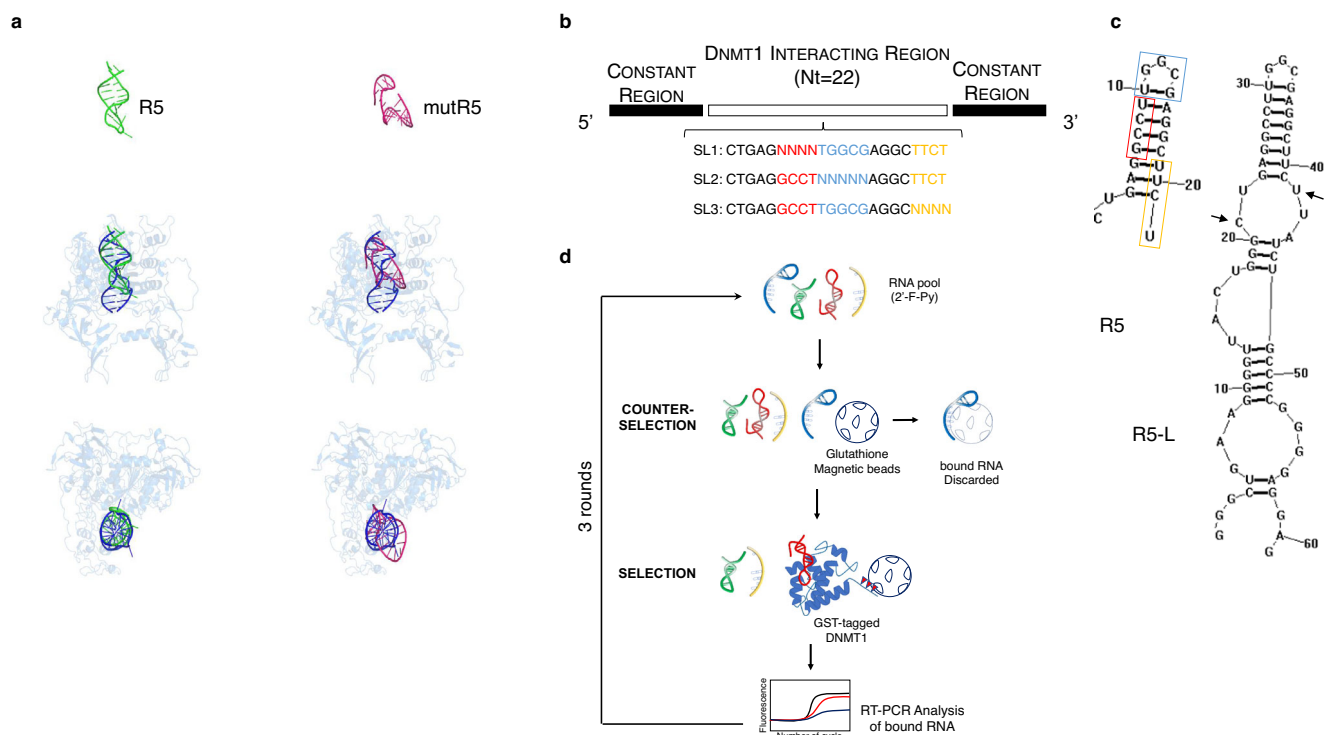 a
R5
mutR5
b
DNMT1 INTERACTING REGION
(Nt=22)
CONSTANT
REGION
CONSTANT
REGION
5’
3’
SL1: CTGAGNNNNTGGCGAGGCTTCT
SL2: CTGAGGCCTNNNNNAGGCTTCT
SL3: CTGAGGCCTTGGCGAGGCNNNN
c
10
20
R5
30
40
20
10
50
60
R5-L
d
3 rounds
RNA pool
(2’-F-Py)
COUNTER-
SELECTION
Glutathione
Magnetic beads
bound RNA
Discarded
SELECTION
GST-tagged
DNMT1
Fluorescence
RT-PCR Analysis
of bound RNA